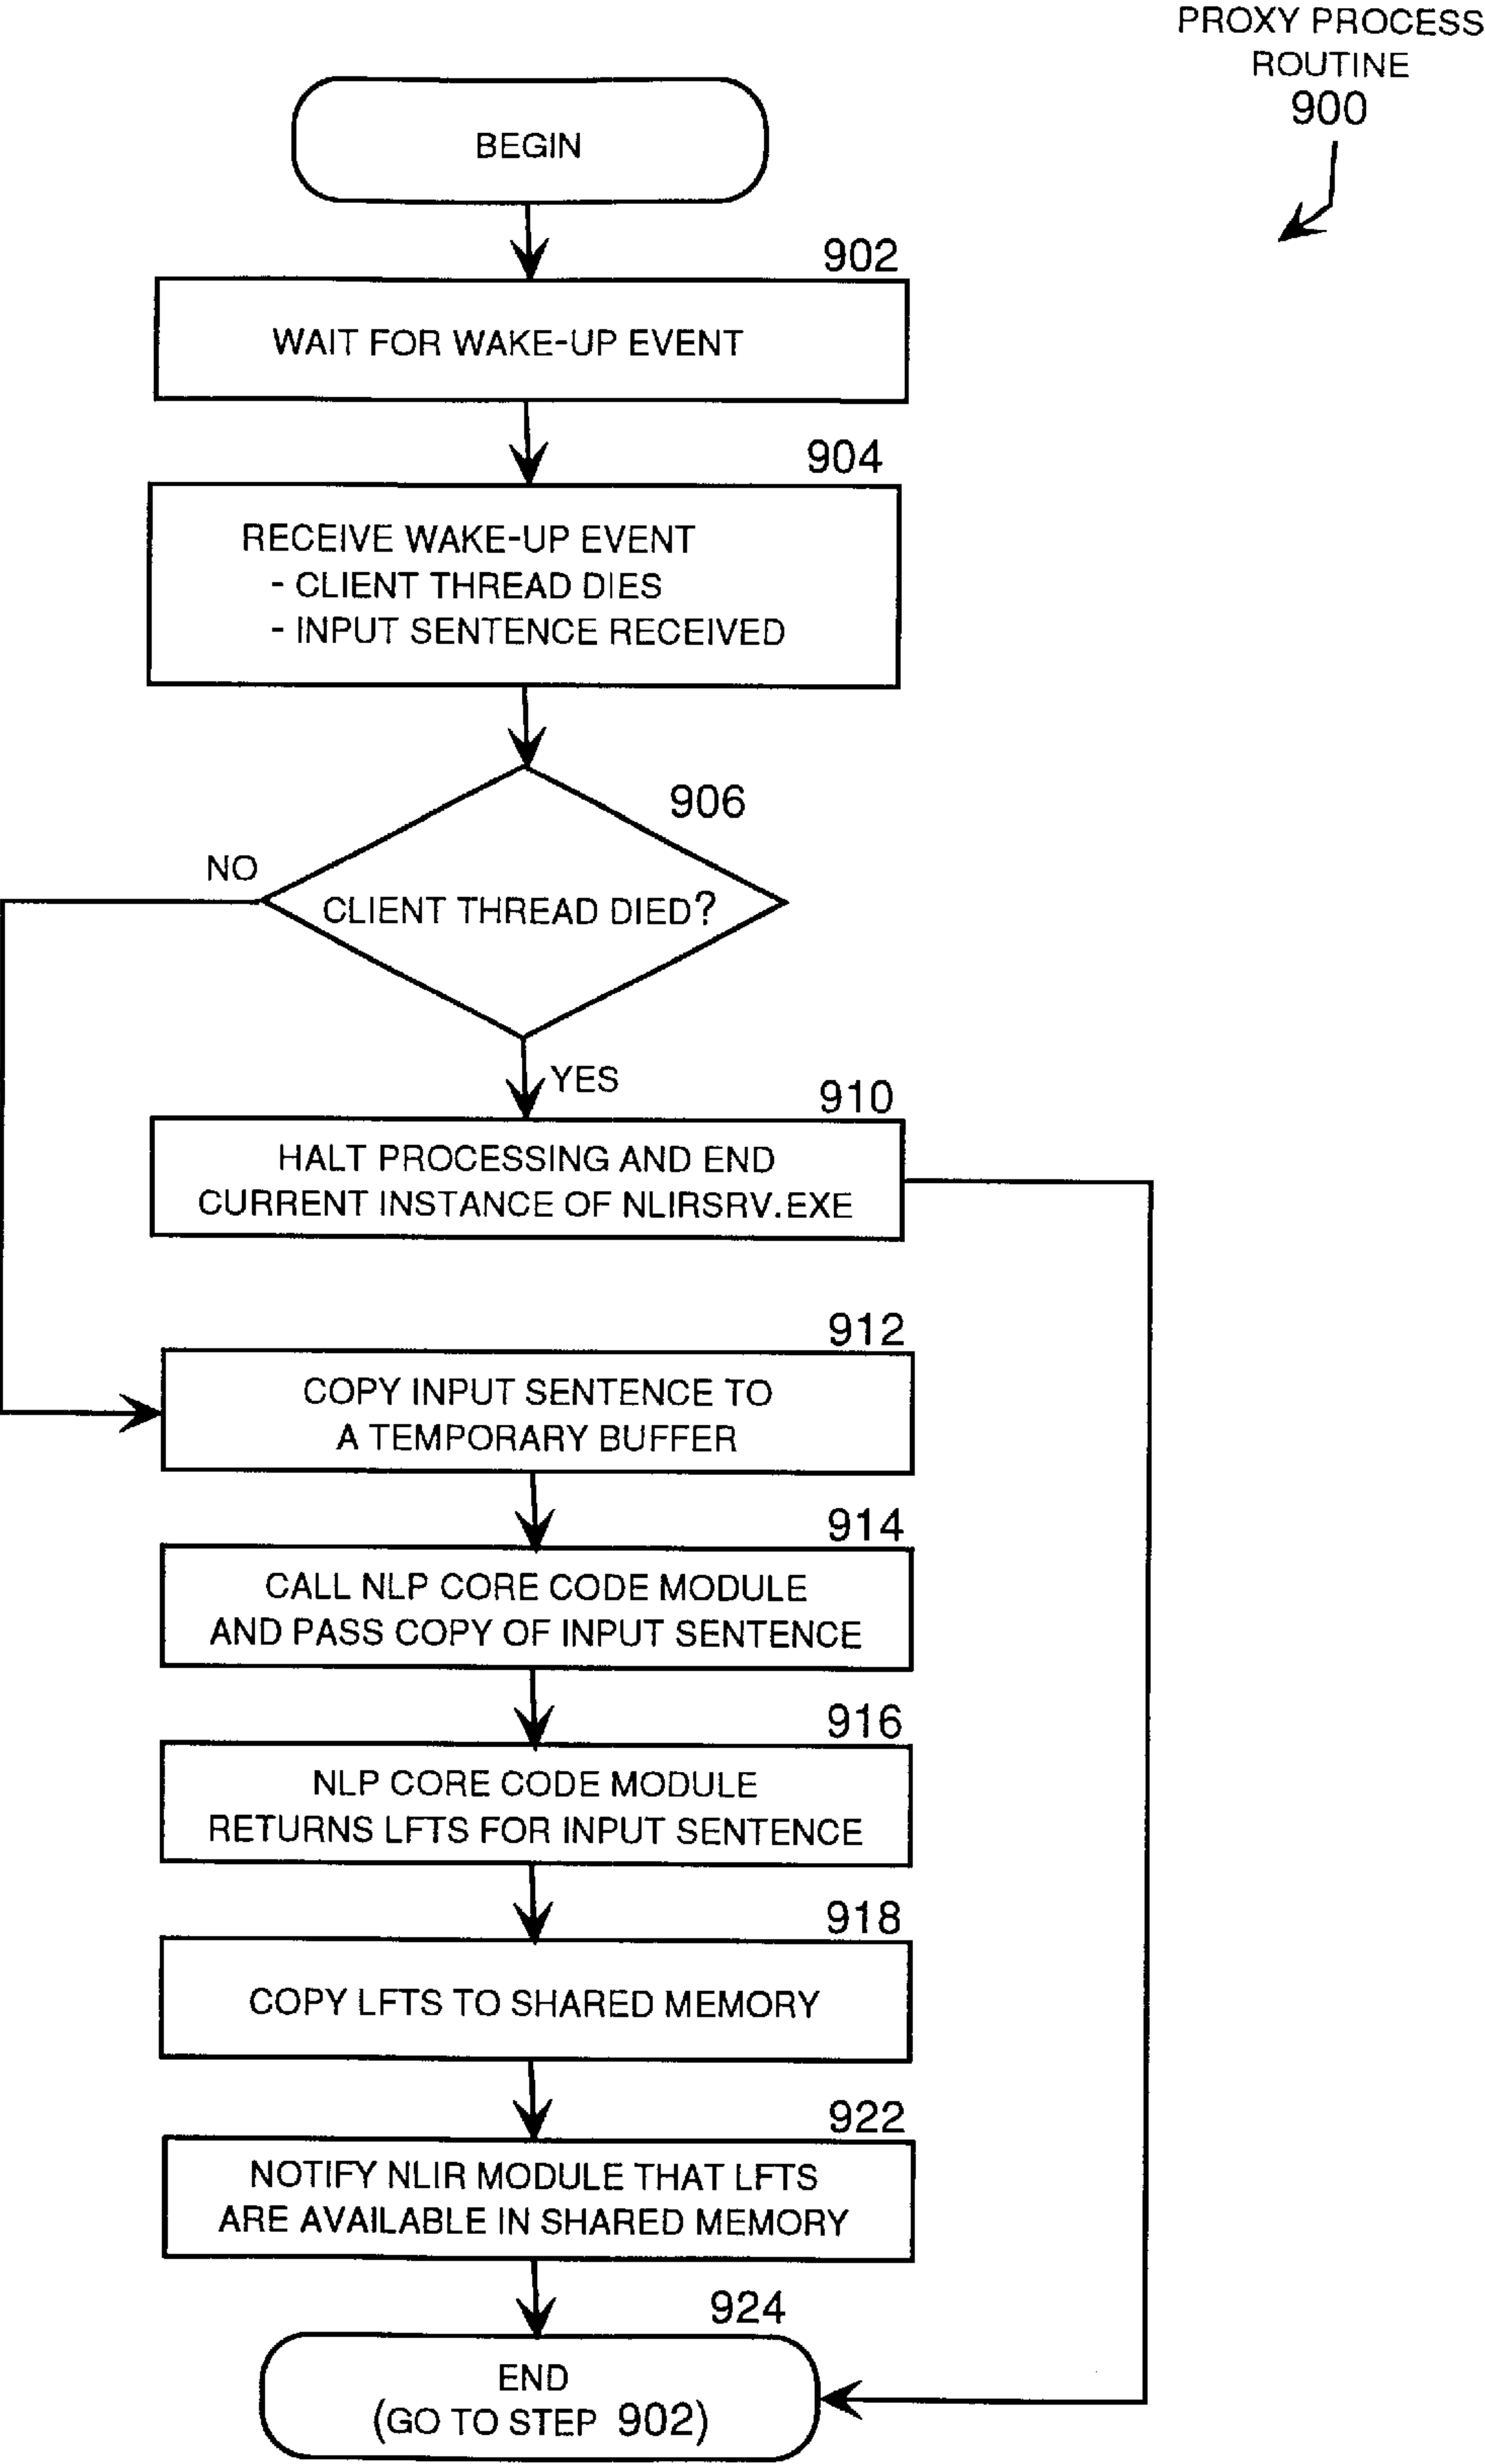 PROXY PROCESS
ROUTINE
900
BEGIN
902
WAIT FOR WAKE-UP EVENT
904
RECEIVE WAKE-UP EVENT
- CLIENT THREAD DIES
- INPUT SENTENCE RECEIVED
906
NO
CLIENT THREAD DIED?
YES
910
HALT PROCESSING AND END
CURRENT INSTANCE OF NLIRSRV.EXE
912
COPY INPUT SENTENCE TO
A TEMPORARY BUFFER
914
CALL NLP CORE CODE MODULE
AND PASS COPY OF INPUT SENTENCE
916
NLP CORE CODE MODULE
RETURNS LFTS FOR INPUT SENTENCE
918
COPY LFTS TO SHARED MEMORY
922
NOTIFY NLIR MODULE THAT LFTS
ARE AVAILABLE IN SHARED MEMORY
924
END
(GO TO STEP 902)